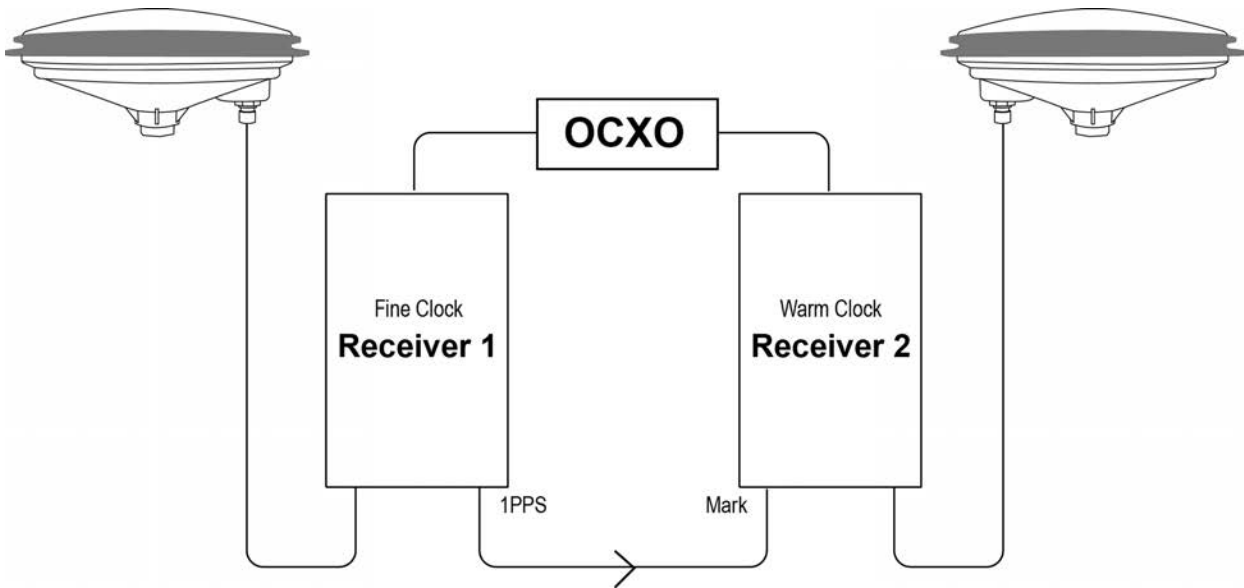 OCXO
Fine Clock
Receiver 1
Warm Clock
Receiver 2
1PPS
Mark